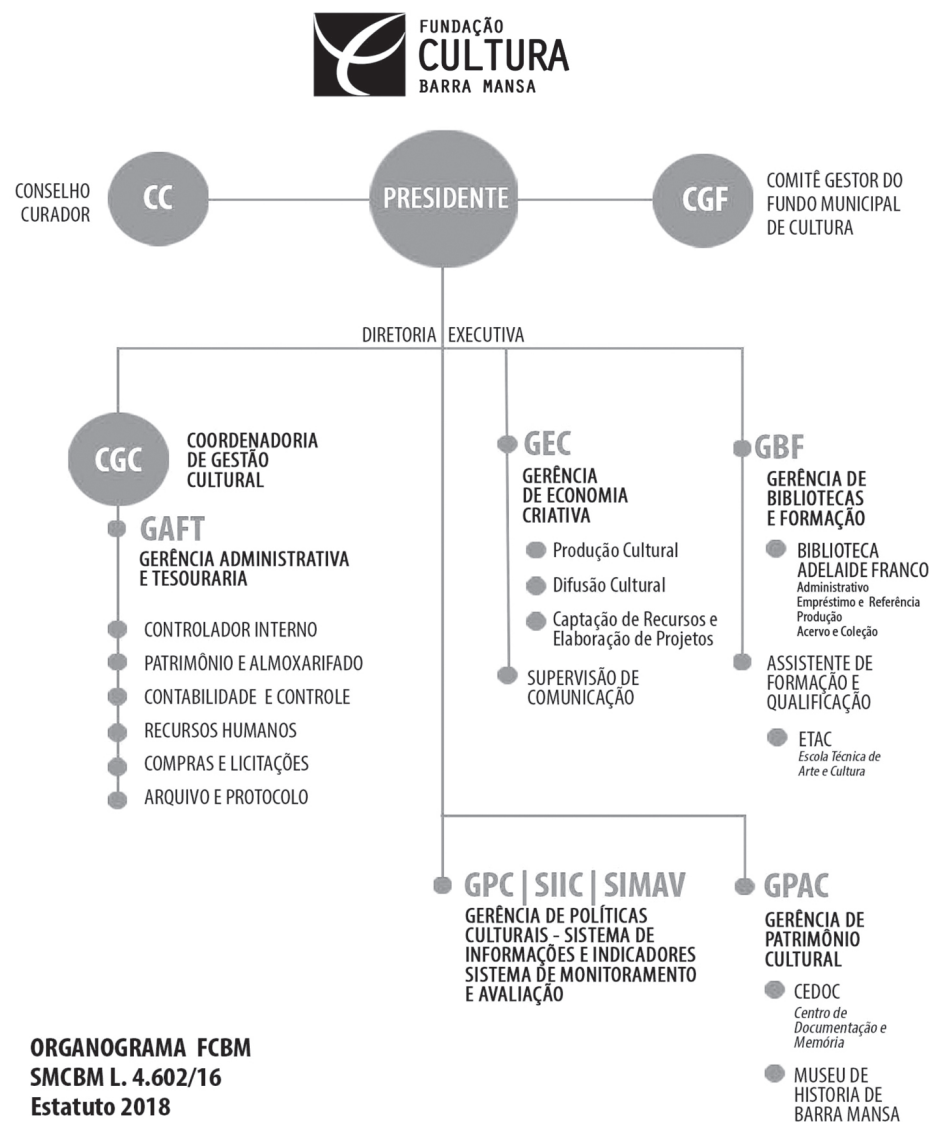 FUNDAÇÃO
CULTURA
BARRA MANSA
CONSELHO
CURADOR
CC
PRESIDENTE
CGF
COMITÊ GESTOR DO
FUNDO MUNICIPAL
DE CULTURA
DIRETORIA EXECUTIVA
CGC
COORDENADORIA
DE GESTÃO
CULTURAL
GAFT
GERÊNCIA ADMINISTRATIVA
E TESOURARIA
CONTROLADOR INTERNO
PATRIMÔNIO E ALMOXARIFADO
CONTABILIDADE E CONTROLE
RECURSOS HUMANOS
COMPRAS E LICITAÇÕES
ARQUIVO E PROTOCOLO
GEC
GERÊNCIA
DE ECONOMIA
CRIATIVA
Produção Cultural
Difusão Cultural
Captação de Recursos e
Elaboração de Projetos
SUPERVISÃO DE
COMUNICAÇÃO
GBF
GERÊNCIA DE
BIBLIOTECAS
E FORMAÇÃO
BIBLIOTECA
ADELAIDE FRANCO
Administrativo
Empréstimo e Referência
Produção
Acervo e Coleção
ASSISTENTE DE
FORMAÇÃO E
QUALIFICAÇÃO
ETAC
Escola Técnica de
Arte e Cultura
GPC | SIIC | SIMAV
GERÊNCIA DE POLÍTICAS
CULTURAIS - SISTEMA DE
INFORMAÇÕES E INDICADORES
SISTEMA DE MONITORAMENTO
E AVALIAÇÃO
GPAC
GERÊNCIA DE
PATRIMÔNIO
CULTURAL
CEDOC
Centro de
Documentação e
Memória
MUSEU DE
HISTORIA DE
BARRA MANSA
ORGANOGRAMA FCBM
SMCBM L. 4.602/16
Estatuto 2018